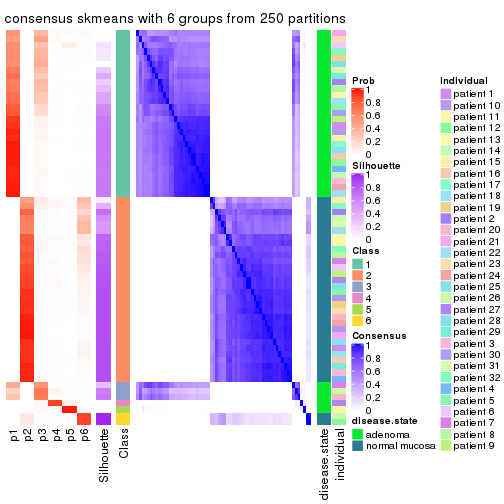 consensus skmeans with 6 groups from 250 partitions
p1
p2
p3
p4
p5
p6
Silhouette
Class
disease.state
individual
Prob
1
0.8
0.6
0.4
0.2
0
Silhouette
1
0.8
0.6
0.4
0.2
0
Class
1
2
3
4
5
6
Consensus
1
0.8
0.6
0.4
0.2
0
disease.state
adenoma
normal mucosa
individual
patient 1
patient 10
patient 11
patient 12
patient 13
patient 14
patient 15
patient 16
patient 17
patient 18
patient 19
patient 2
patient 20
patient 21
patient 22
patient 23
patient 24
patient 25
patient 26
patient 27
patient 28
patient 29
patient 3
patient 30
patient 31
patient 32
patient 4
patient 5
patient 6
patient 7
patient 8
patient 9